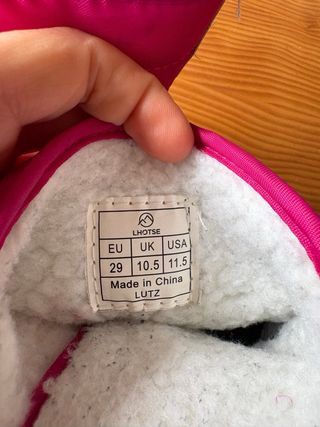 LHOTSE
EU UK USA
29 10.5 11.5
Made in China
LUTZ